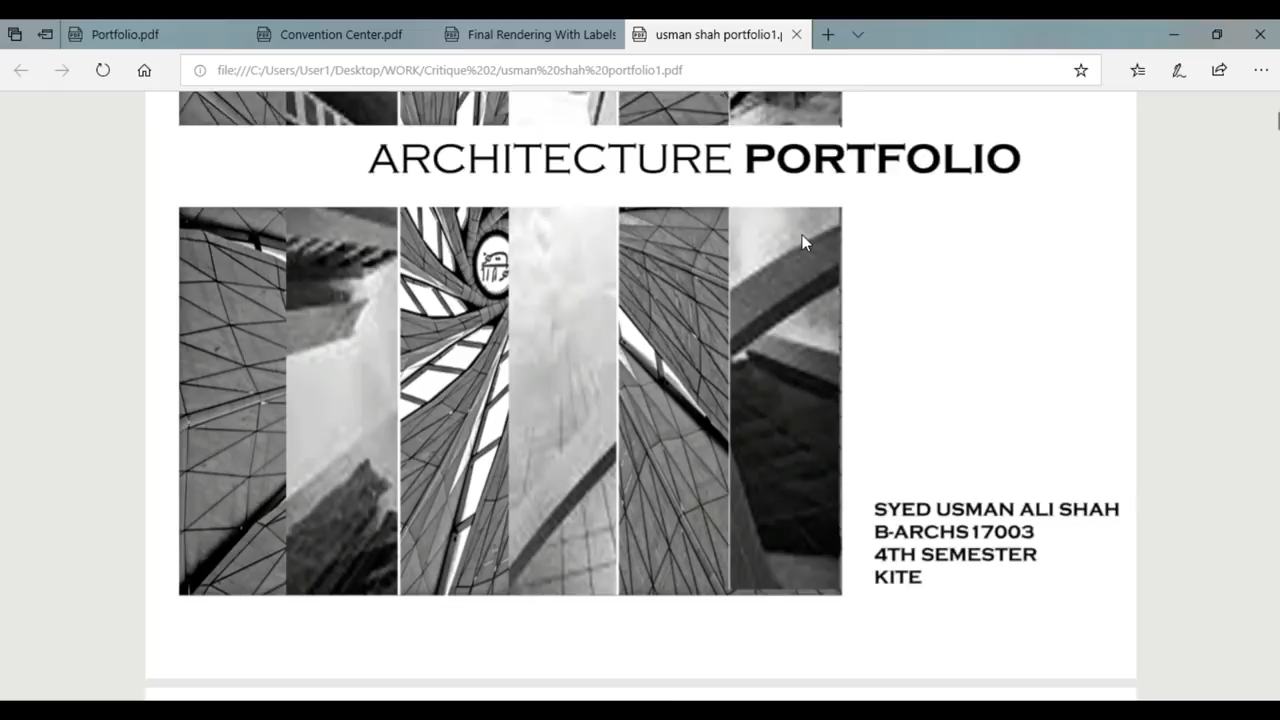 Portfolio.pdf
Convention Center.pdf
Final Rendering With Labels
usman shah portfolio1.p
file:///C:/Users/User1/Desktop/WORK/Critique%202/usman%20shah%20portfolio1.pdf
ARCHITECTURE PORTFOLIO
SYED USMAN ALI SHAH
B-ARCHS17003
4TH SEMESTER
KITE